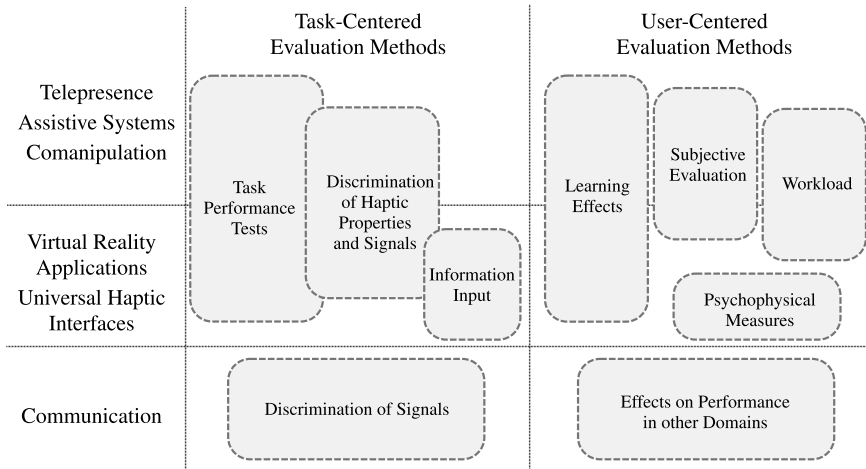 Task-Centered
Evaluation Methods
User-Centered
Evaluation Methods
Telepresence
Assistive Systems
Comanipulation
Task
Performance
Tests
Discrimination
of Haptic
Properties
and Signals
Learning
Effects
Subjective
Evaluation
Workload
Virtual Reality
Applications
Universal Haptic
Interfaces
Information
Input
Psychophysical
Measures
Communication
Discrimination of Signals
Effects on Performance
in other Domains